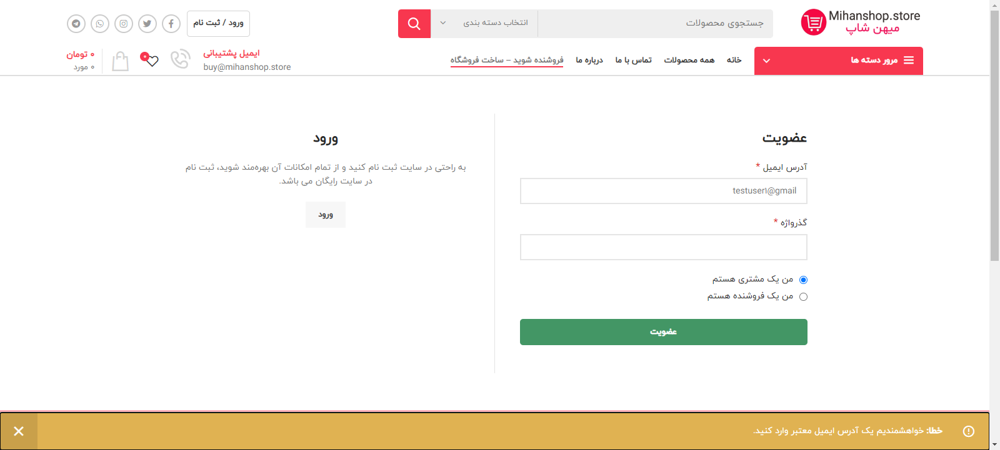 Mihanshop.store
میهن شاپ
جستجوی محصولات
انتخاب دسته بندی
ورود / ثبت نام
مرور دسته ها
خانه
همه محصولات
تماس با ما
درباره ما
فروشنده شوید – ساخت فروشگاه
ایمیل پشتیبانی
buy@mihanshop.store
۰
۰ تومان
۰ مورد
عضویت
آدرس ایمیل *
testuser۱@gmail
گذرواژه *
من یک مشتری هستم
من یک فروشنده هستم
عضویت
ورود
به راحتی در سایت ثبت نام کنید و از تمام امکانات آن بهره‌مند شوید، ثبت نام
در سایت رایگان می باشد.
ورود
خطا: خواهشمندیم یک آدرس ایمیل معتبر وارد کنید.